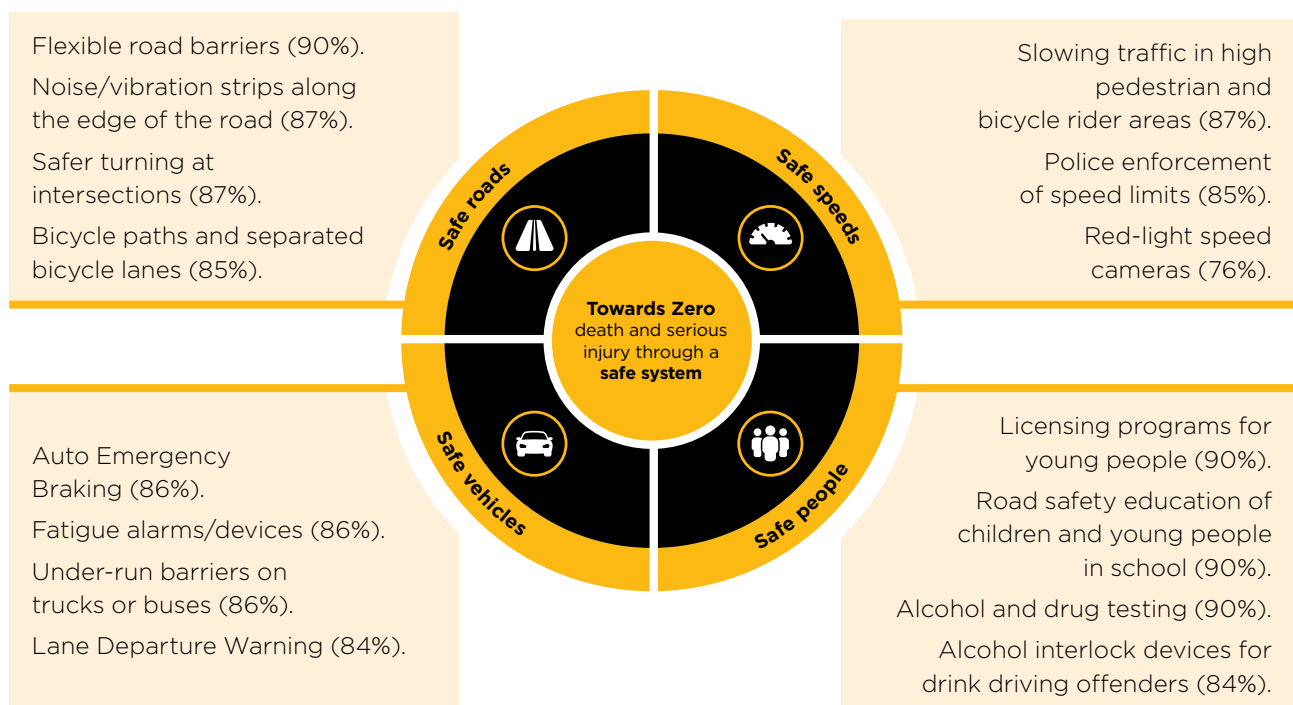 Flexible road barriers (90%).
Noise/vibration strips along
the edge of the road (87%).
Safer turning at
intersections (87%).
Bicycle paths and separated
bicycle lanes (85%).
Slowing traffic in high
pedestrian and
bicycle rider areas (87%).
Police enforcement
of speed limits (85%).
Red-light speed
cameras (76%).
Safe roads
Safe speeds
Towards Zero
death and serious
injury through a
safe system
Safe vehicles
Safe people
Auto Emergency
Braking (86%).
Fatigue alarms/devices (86%).
Under-run barriers on
trucks or buses (86%).
Lane Departure Warning (84%).
Licensing programs for
young people (90%).
Road safety education of
children and young people
in school (90%).
Alcohol and drug testing (90%).
Alcohol interlock devices for
drink driving offenders (84%).